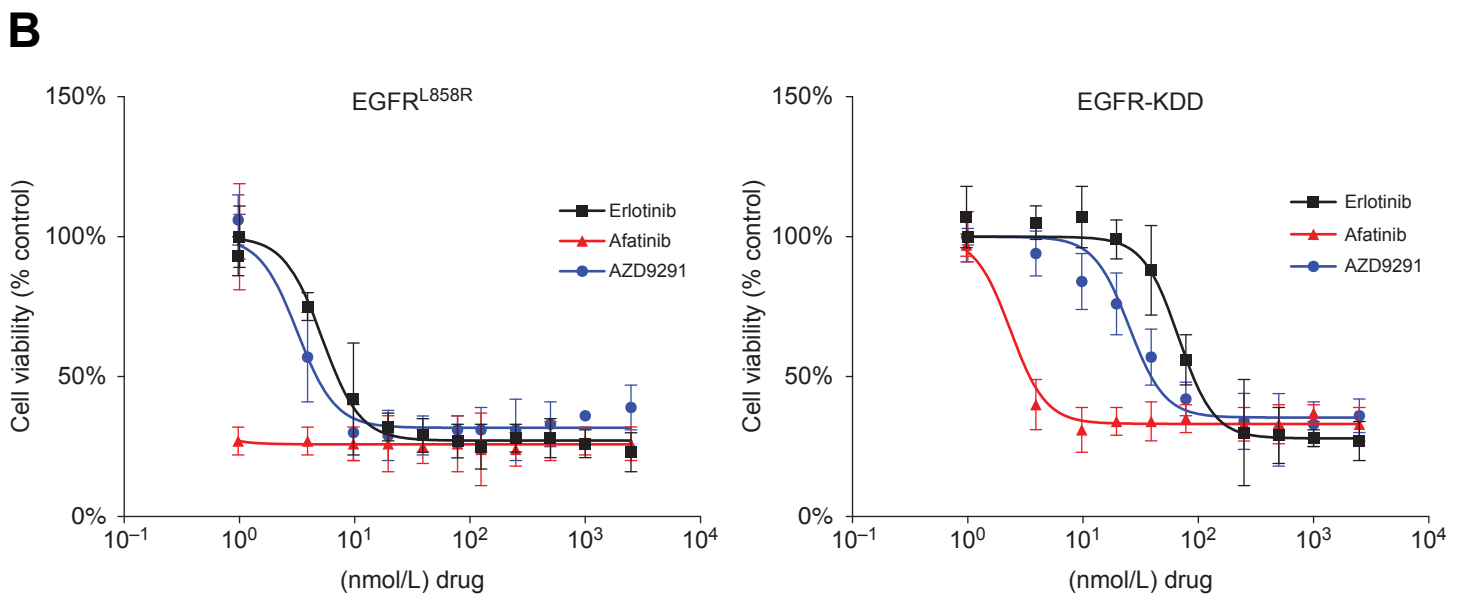 B
EGFR^L858R
150%
100%
50%
0%
Cell viability (% control)
Erlotinib
Afatinib
AZD9291
10⁻¹ 10⁰ 10¹ 10² 10³ 10⁴
(nmol/L) drug
EGFR-KDD
150%
100%
50%
0%
Cell viability (% control)
Erlotinib
Afatinib
AZD9291
10⁻¹ 10⁰ 10¹ 10² 10³ 10⁴
(nmol/L) drug